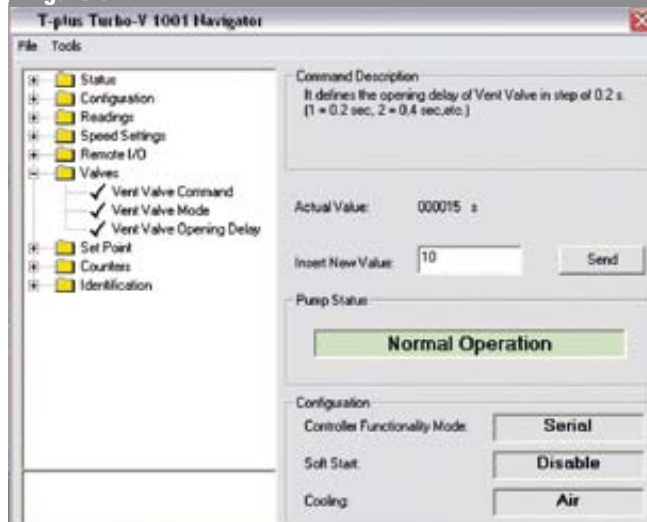 T-plus Turbo-V 1001 Navigator
File Tools
Status
Configuration
Readings
Speed Settings
Remote I/O
Valves
Vent Valve Command
Vent Valve Mode
Vent Valve Opening Delay
Set Point
Counters
Identification
Command Description
It defines the opening delay of Vent Valve in step of 0.2 s.
(1 = 0.2 sec, 2 = 0.4 sec,etc.)
Actual Value: 000015 s
Insert New Value: 10 Send
Pump Status
Normal Operation
Configuration
Controller Functionality Mode: Serial
Soft Start: Disable
Cooling: Air